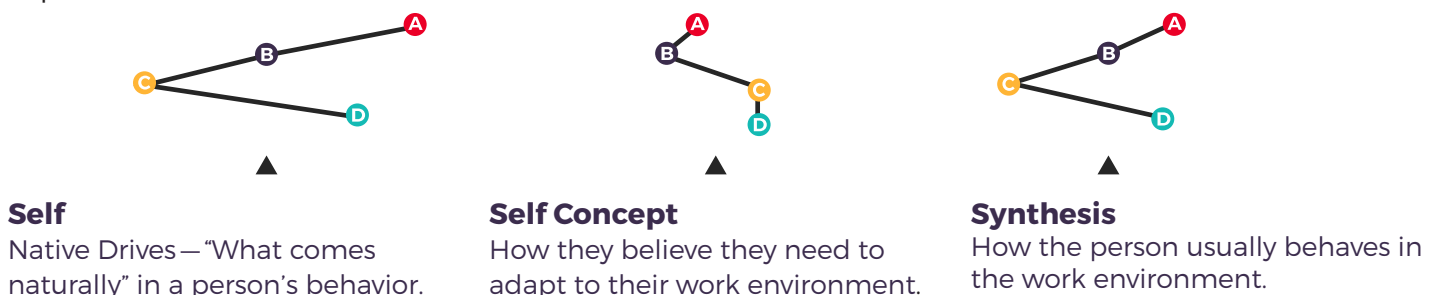 A
B
C
D
A
B
C
D
A
B
C
D
Self
Native Drives—“What comes
naturally” in a person’s behavior.
Self Concept
How they believe they need to
adapt to their work environment.
Synthesis
How the person usually behaves in
the work environment.